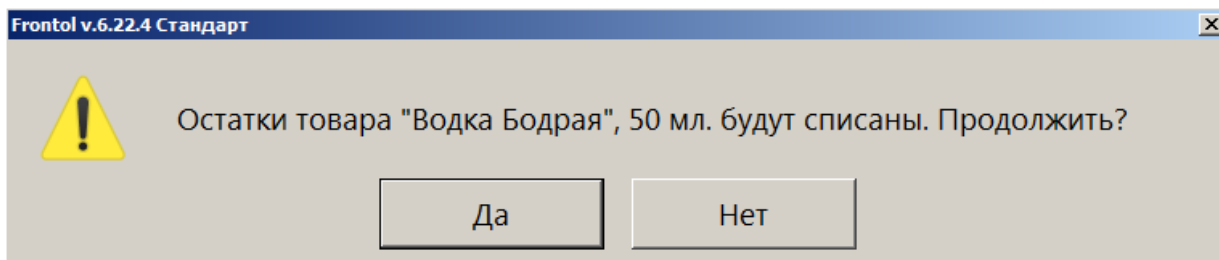 Frontol v.6.22.4 Стандарт
Остатки товара "Водка Бодрая", 50 мл. будут списаны. Продолжить?
Да
Нет